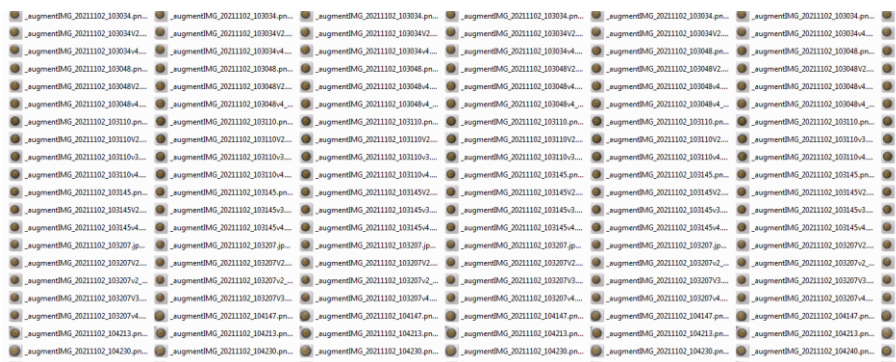 _augmentIMG_20211102_103034.pn... _augmentIMG_20211102_103034.pn... _augmentIMG_20211102_103034.pn... _augmentIMG_20211102_103034.pn... _augmentIMG_20211102_103034.pn... _augmentIMG_20211102_103034.pn...
_augmentIMG_20211102_103034V2.... _augmentIMG_20211102_103034V2.... _augmentIMG_20211102_103034V2.... _augmentIMG_20211102_103034V2.... _augmentIMG_20211102_103034V2.... _augmentIMG_20211102_103034v4....
_augmentIMG_20211102_103034v4.... _augmentIMG_20211102_103034v4.... _augmentIMG_20211102_103034v4.... _augmentIMG_20211102_103034v4.... _augmentIMG_20211102_103048.pn... _augmentIMG_20211102_103048.pn...
_augmentIMG_20211102_103048.pn... _augmentIMG_20211102_103048.pn... _augmentIMG_20211102_103048.pn... _augmentIMG_20211102_103048V2.... _augmentIMG_20211102_103048V2.... _augmentIMG_20211102_103048V2....
_augmentIMG_20211102_103048V2.... _augmentIMG_20211102_103048V2.... _augmentIMG_20211102_103048v4.... _augmentIMG_20211102_103048v4.... _augmentIMG_20211102_103048v4.... _augmentIMG_20211102_103048v4....
_augmentIMG_20211102_103048v4.... _augmentIMG_20211102_103048v4_... _augmentIMG_20211102_103048v4_... _augmentIMG_20211102_103048v4_... _augmentIMG_20211102_103048v4_... _augmentIMG_20211102_103048v4_...
_augmentIMG_20211102_103110.pn... _augmentIMG_20211102_103110.pn... _augmentIMG_20211102_103110.pn... _augmentIMG_20211102_103110.pn... _augmentIMG_20211102_103110.pn... _augmentIMG_20211102_103110.pn...
_augmentIMG_20211102_103110V2.... _augmentIMG_20211102_103110V2.... _augmentIMG_20211102_103110V2.... _augmentIMG_20211102_103110V2.... _augmentIMG_20211102_103110V2.... _augmentIMG_20211102_103110v3....
_augmentIMG_20211102_103110v3.... _augmentIMG_20211102_103110v3.... _augmentIMG_20211102_103110v3.... _augmentIMG_20211102_103110v3.... _augmentIMG_20211102_103110v4.... _augmentIMG_20211102_103110v4....
_augmentIMG_20211102_103110v4.... _augmentIMG_20211102_103110v4.... _augmentIMG_20211102_103110v4.... _augmentIMG_20211102_103145.pn... _augmentIMG_20211102_103145.pn... _augmentIMG_20211102_103145.pn...
_augmentIMG_20211102_103145.pn... _augmentIMG_20211102_103145.pn... _augmentIMG_20211102_103145V2.... _augmentIMG_20211102_103145V2.... _augmentIMG_20211102_103145V2.... _augmentIMG_20211102_103145V2....
_augmentIMG_20211102_103145V2.... _augmentIMG_20211102_103145v3.... _augmentIMG_20211102_103145v3.... _augmentIMG_20211102_103145v3.... _augmentIMG_20211102_103145v3.... _augmentIMG_20211102_103145v3....
_augmentIMG_20211102_103145v4.... _augmentIMG_20211102_103145v4.... _augmentIMG_20211102_103145v4.... _augmentIMG_20211102_103145v4.... _augmentIMG_20211102_103145v4.... _augmentIMG_20211102_103145v4....
_augmentIMG_20211102_103207.jp... _augmentIMG_20211102_103207.jp... _augmentIMG_20211102_103207.jp... _augmentIMG_20211102_103207.jp... _augmentIMG_20211102_103207.jp... _augmentIMG_20211102_103207V2....
_augmentIMG_20211102_103207V2.... _augmentIMG_20211102_103207V2.... _augmentIMG_20211102_103207V2.... _augmentIMG_20211102_103207V2.... _augmentIMG_20211102_103207v2_... _augmentIMG_20211102_103207v2_...
_augmentIMG_20211102_103207v2_... _augmentIMG_20211102_103207v2_... _augmentIMG_20211102_103207v2_... _augmentIMG_20211102_103207V3.... _augmentIMG_20211102_103207V3.... _augmentIMG_20211102_103207V3....
_augmentIMG_20211102_103207V3.... _augmentIMG_20211102_103207V3.... _augmentIMG_20211102_103207v4.... _augmentIMG_20211102_103207v4.... _augmentIMG_20211102_103207v4.... _augmentIMG_20211102_103207v4....
_augmentIMG_20211102_103207v4.... _augmentIMG_20211102_104147.pn... _augmentIMG_20211102_104147.pn... _augmentIMG_20211102_104147.pn... _augmentIMG_20211102_104147.pn... _augmentIMG_20211102_104147.pn...
_augmentIMG_20211102_104213.pn... _augmentIMG_20211102_104213.pn... _augmentIMG_20211102_104213.pn... _augmentIMG_20211102_104213.pn... _augmentIMG_20211102_104213.pn... _augmentIMG_20211102_104213.pn...
_augmentIMG_20211102_104230.pn... _augmentIMG_20211102_104230.pn... _augmentIMG_20211102_104230.pn... _augmentIMG_20211102_104230.pn... _augmentIMG_20211102_104240.pn... _augmentIMG_20211102_104240.pn...